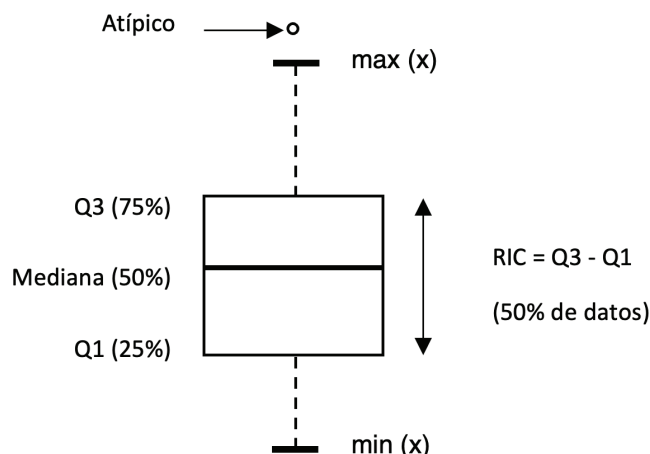 Atípico
max (x)
Q3 (75%)
Mediana (50%)
Q1 (25%)
RIC = Q3 - Q1
(50% de datos)
min (x)